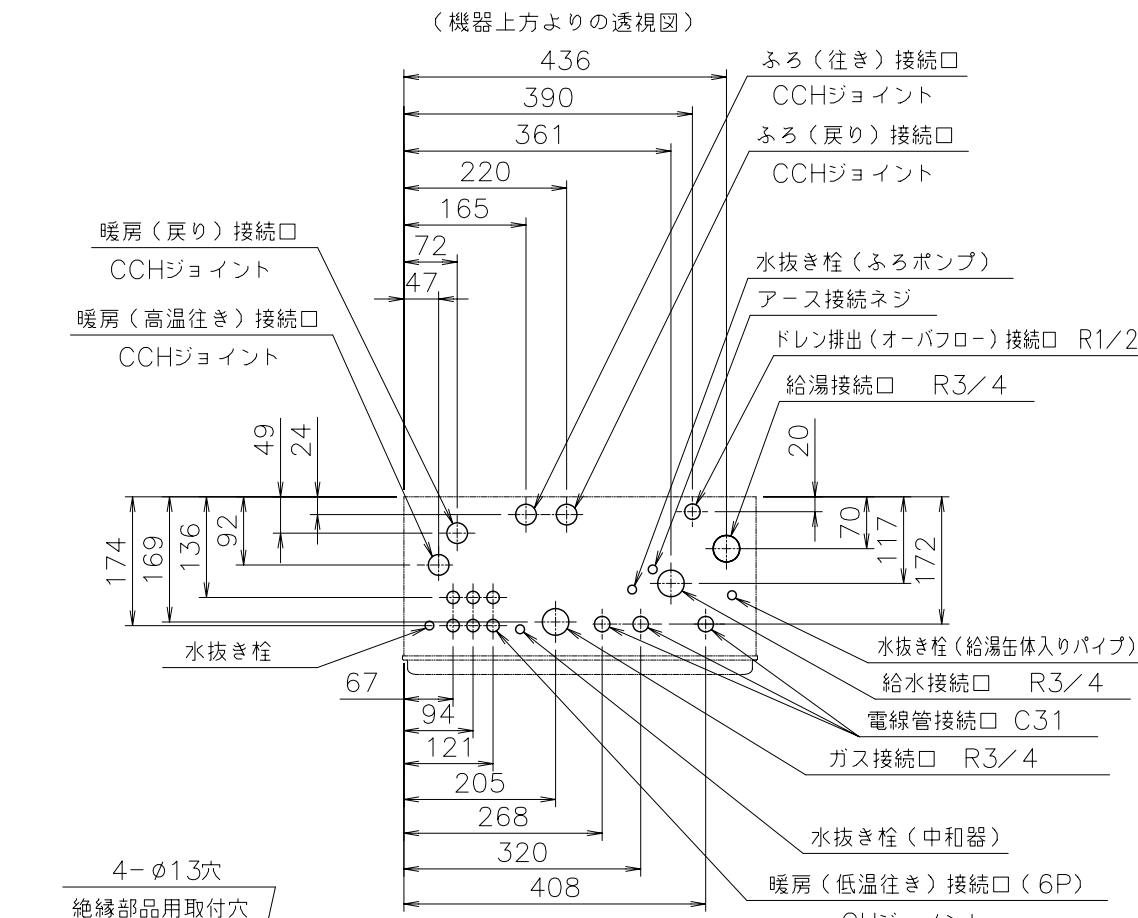 （機器上方よりの透視図）
436
390
361
220
165
72
47
ふろ（往き）接続口
CCHジョイント
ふろ（戻り）接続口
CCHジョイント
暖房（戻り）接続口
CCHジョイント
暖房（高温往き）接続口
CCHジョイント
水抜き栓（ふろポンプ）
アース接続ネジ
ドレン排出（オーバフロー）接続口 R1/2
給湯接続口 R3/4
49
24
20
174
169
136
92
70
117
172
水抜き栓
水抜き栓（給湯缶体入りパイプ）
給水接続口 R3/4
電線管接続口 C31
ガス接続口 R3/4
67
94
121
205
268
320
408
水抜き栓（中和器）
暖房（低温往き）接続口（6P）
4-φ13穴
絶縁部品用取付穴